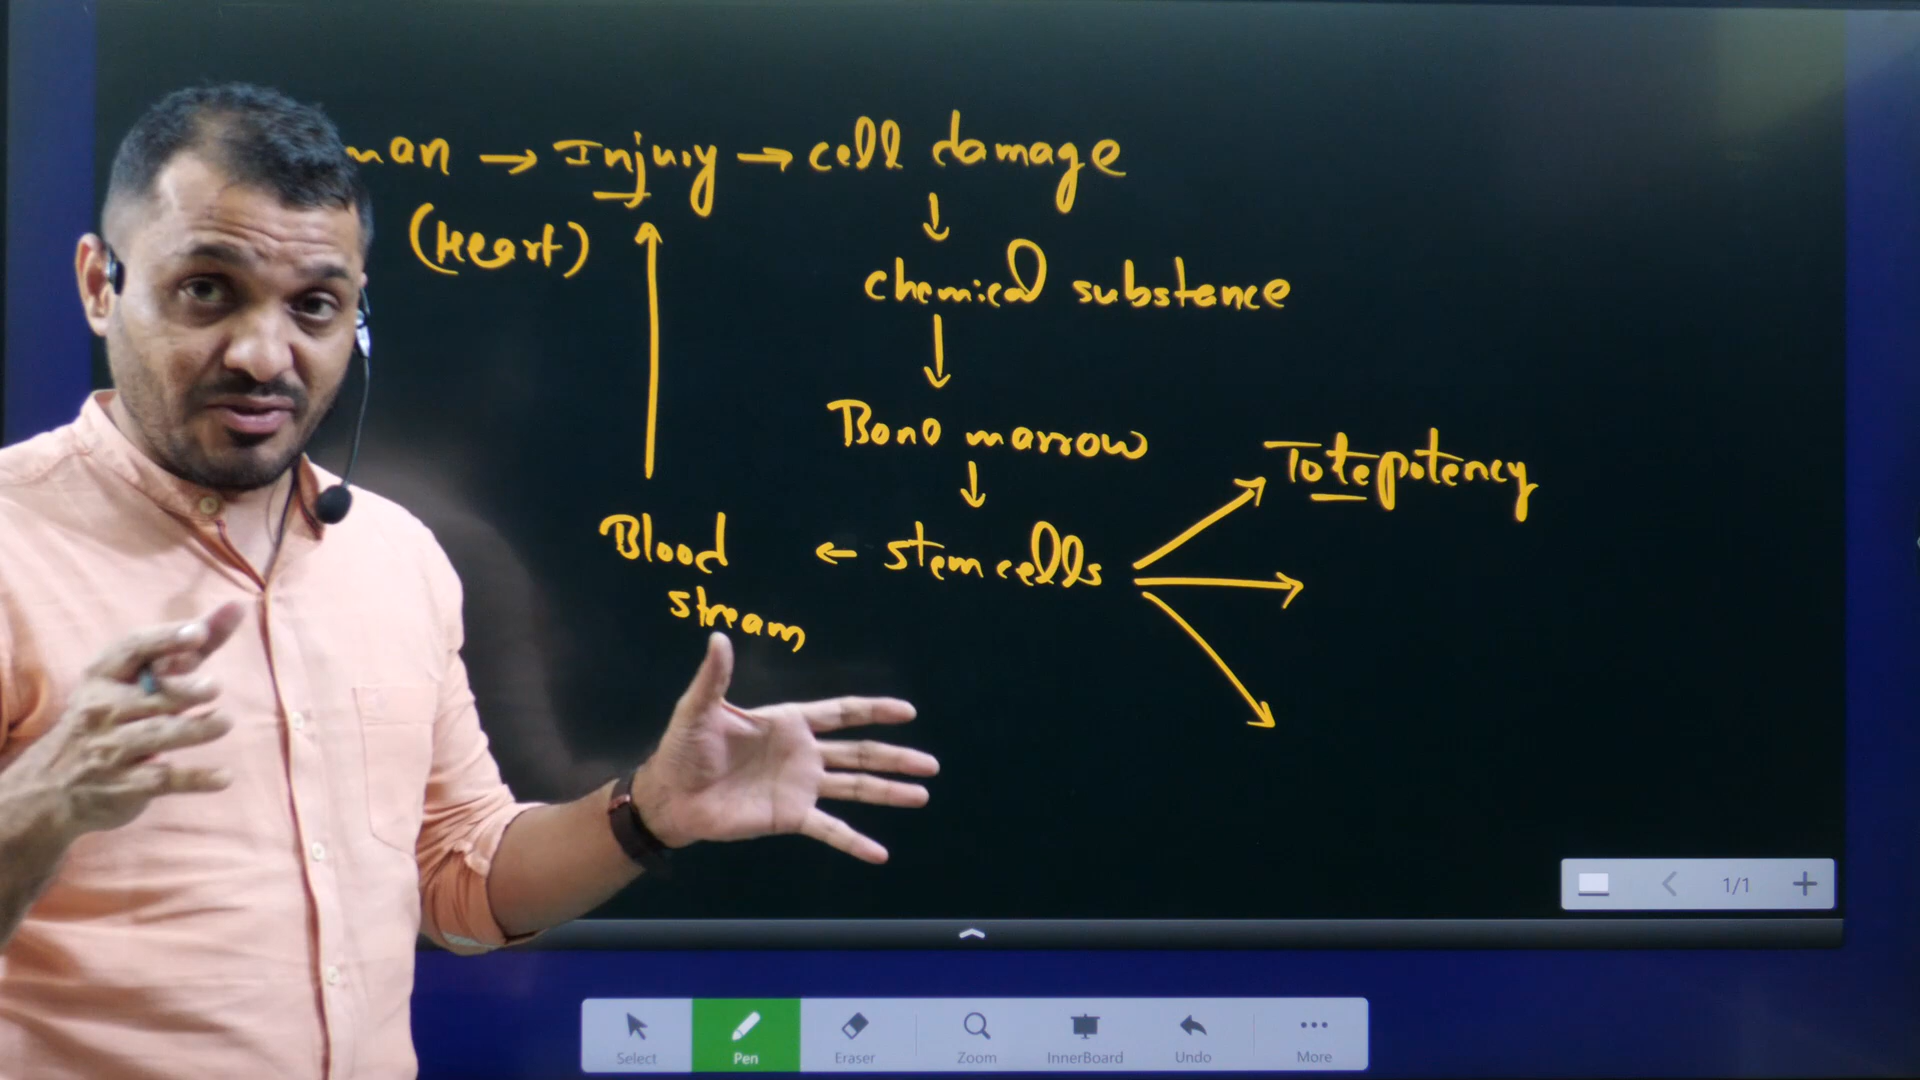 man → Injury → cell damage
(Heart)
↓
chemical substance
↓
Bone marrow
↓
Totepotency
Blood ← stem cells
stream
1/1
Select Pen Eraser Zoom InnerBoard Undo More